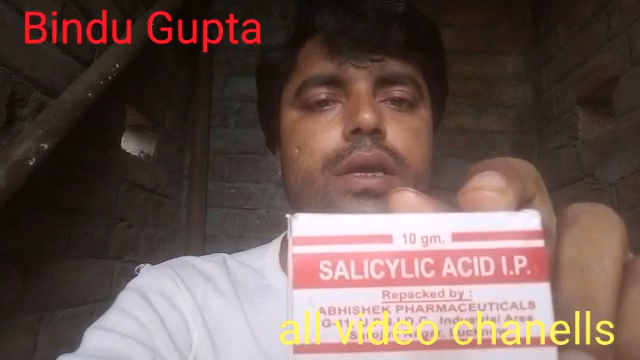 Bindu Gupta
10 gm.
SALICYLIC ACID I.P.
Repacked by :
ABHISHEK PHARMACEUTICALS
Industrial Area
all video chanells